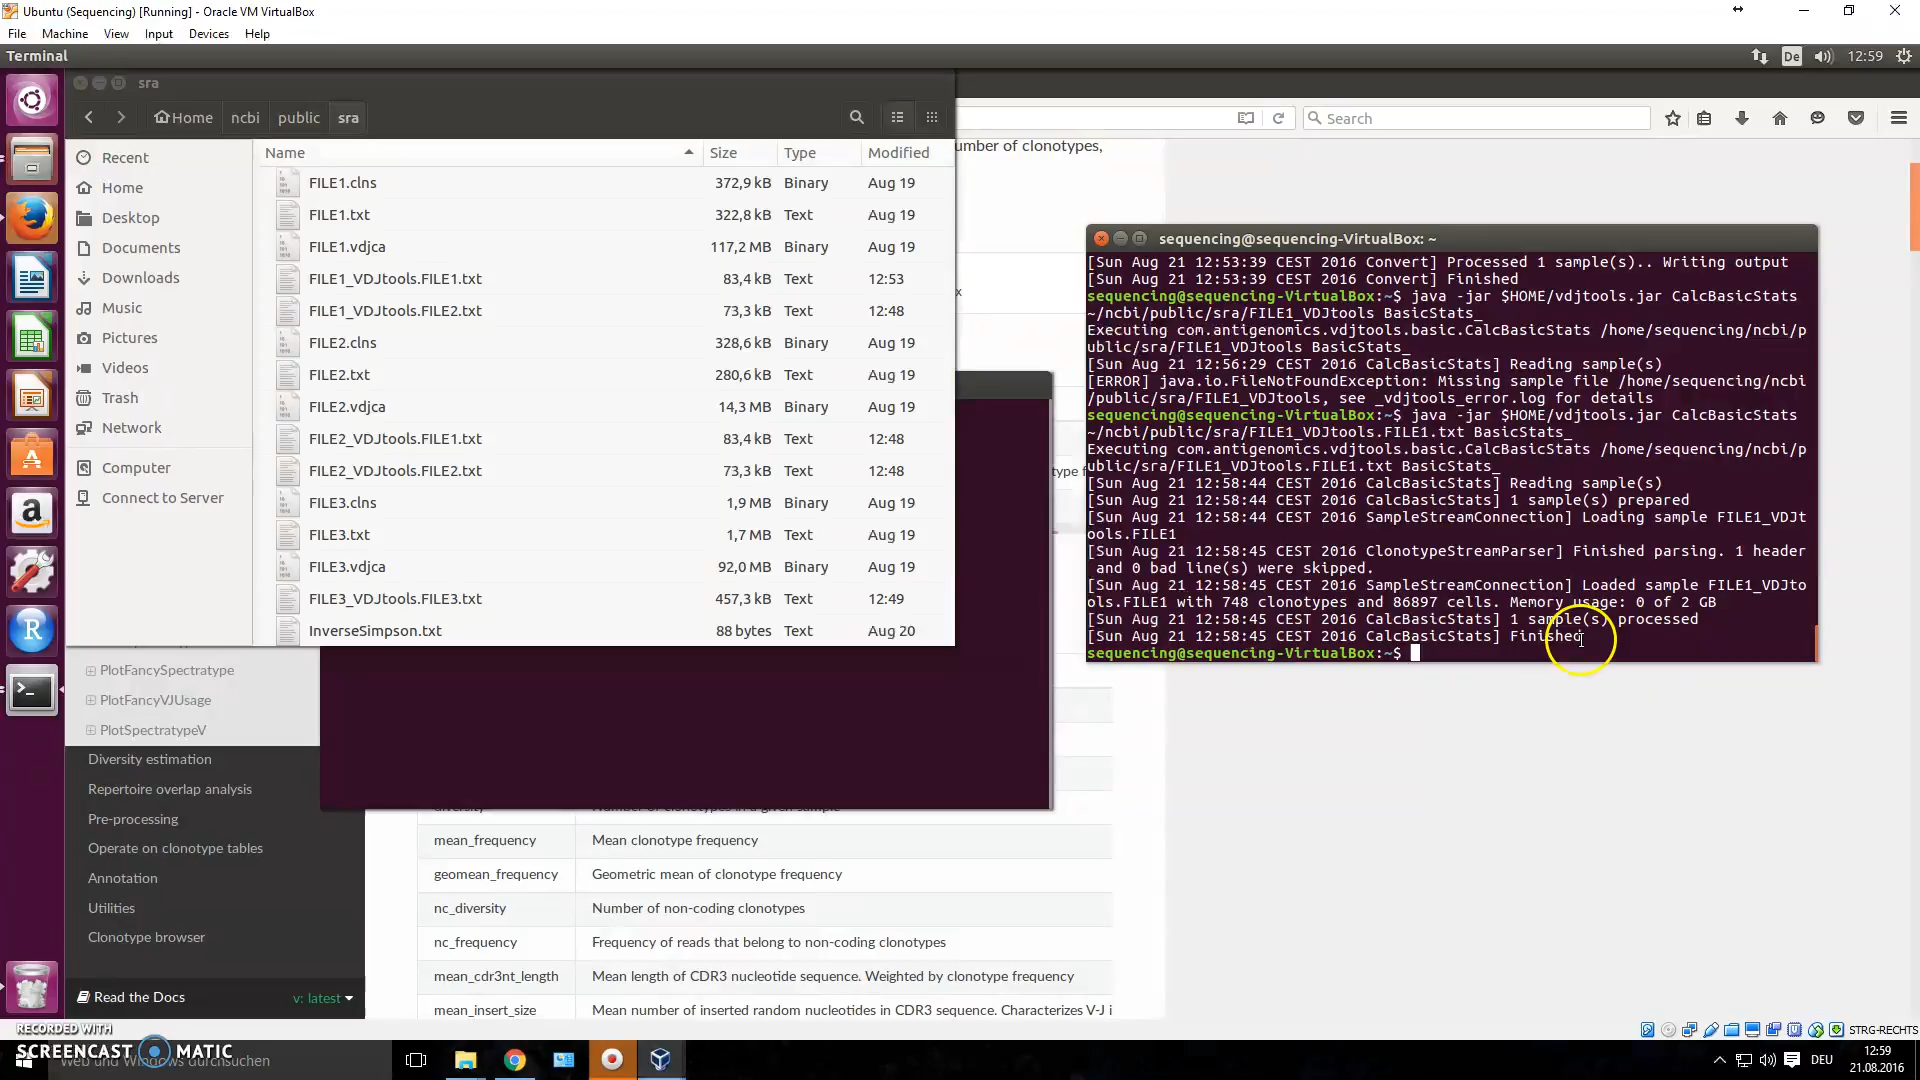 Ubuntu (Sequencing) [Running] - Oracle VM VirtualBox
File Machine View Input Devices Help
Terminal
De
12:59
sra
Home ncbi public sra
Search
Name Size Type Modified
Recent
Home
Desktop
Documents
Downloads
Music
Pictures
Videos
Trash
Network
Computer
Connect to Server
FILE1.clns 372,9 kB Binary Aug 19
FILE1.txt 322,8 kB Text Aug 19
FILE1.vdjca 117,2 MB Binary Aug 19
FILE1_VDJtools.FILE1.txt 83,4 kB Text 12:53
FILE1_VDJtools.FILE2.txt 73,3 kB Text 12:48
FILE2.clns 328,6 kB Binary Aug 19
FILE2.txt 280,6 kB Text Aug 19
FILE2.vdjca 14,3 MB Binary Aug 19
FILE2_VDJtools.FILE1.txt 83,4 kB Text 12:48
FILE2_VDJtools.FILE2.txt 73,3 kB Text 12:48
FILE3.clns 1,9 MB Binary Aug 19
FILE3.txt 1,7 MB Text Aug 19
FILE3.vdjca 92,0 MB Binary Aug 19
FILE3_VDJtools.FILE3.txt 457,3 kB Text 12:49
InverseSimpson.txt 88 bytes Text Aug 20
umber of clonotypes,
x
type f
sequencing@sequencing-VirtualBox: ~
[Sun Aug 21 12:53:39 CEST 2016 Convert] Processed 1 sample(s).. Writing output
[Sun Aug 21 12:53:39 CEST 2016 Convert] Finished
sequencing@sequencing-VirtualBox:~$ java -jar $HOME/vdjtools.jar CalcBasicStats
~/ncbi/public/sra/FILE1_VDJtools BasicStats_
Executing com.antigenomics.vdjtools.basic.CalcBasicStats /home/sequencing/ncbi/p
ublic/sra/FILE1_VDJtools BasicStats_
[Sun Aug 21 12:56:29 CEST 2016 CalcBasicStats] Reading sample(s)
[ERROR] java.io.FileNotFoundException: Missing sample file /home/sequencing/ncbi
/public/sra/FILE1_VDJtools, see _vdjtools_error.log for details
sequencing@sequencing-VirtualBox:~$ java -jar $HOME/vdjtools.jar CalcBasicStats
~/ncbi/public/sra/FILE1_VDJtools.FILE1.txt BasicStats_
Executing com.antigenomics.vdjtools.basic.CalcBasicStats /home/sequencing/ncbi/p
ublic/sra/FILE1_VDJtools.FILE1.txt BasicStats_
[Sun Aug 21 12:58:44 CEST 2016 CalcBasicStats] Reading sample(s)
[Sun Aug 21 12:58:44 CEST 2016 CalcBasicStats] 1 sample(s) prepared
[Sun Aug 21 12:58:44 CEST 2016 SampleStreamConnection] Loading sample FILE1_VDJt
ools.FILE1
[Sun Aug 21 12:58:45 CEST 2016 ClonotypeStreamParser] Finished parsing. 1 header
 and 0 bad line(s) were skipped.
[Sun Aug 21 12:58:45 CEST 2016 SampleStreamConnection] Loaded sample FILE1_VDJto
ols.FILE1 with 748 clonotypes and 86897 cells. Memory usage: 0 of 2 GB
[Sun Aug 21 12:58:45 CEST 2016 CalcBasicStats] 1 sample(s) processed
[Sun Aug 21 12:58:45 CEST 2016 CalcBasicStats] Finished
sequencing@sequencing-VirtualBox:~$
PlotFancySpectratype
PlotFancyVJUsage
PlotSpectratypeV
Diversity estimation
Repertoire overlap analysis
Pre-processing
Operate on clonotype tables
Annotation
Utilities
Clonotype browser
Read the Docs v: latest
diversity Number of clonotypes in a given sample
mean_frequency Mean clonotype frequency
geomean_frequency Geometric mean of clonotype frequency
nc_diversity Number of non-coding clonotypes
nc_frequency Frequency of reads that belong to non-coding clonotypes
mean_cdr3nt_length Mean length of CDR3 nucleotide sequence. Weighted by clonotype frequency
mean_insert_size Mean number of inserted random nucleotides in CDR3 sequence. Characterizes V-J i
STRG-RECHTS
RECORDED WITH
SCREENCAST MATIC
Web und Windows durchsuchen
DEU
12:59
21.08.2016